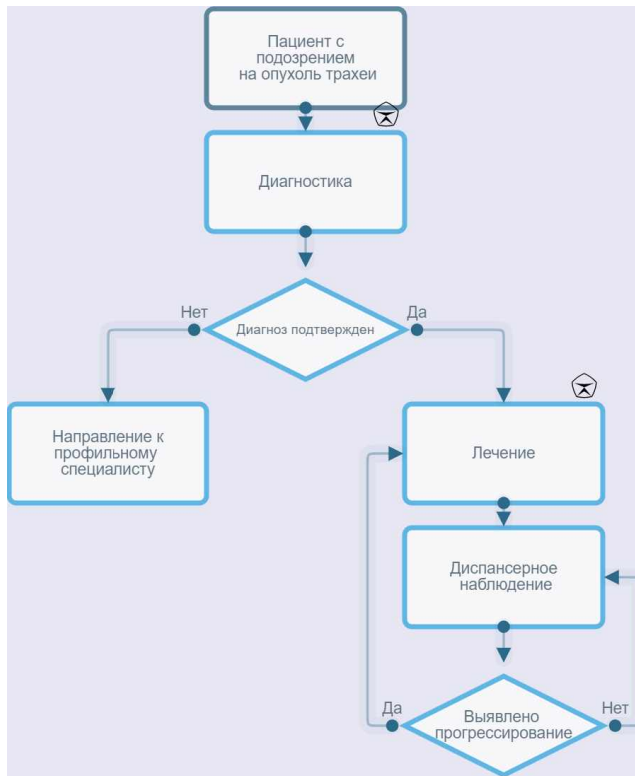 Пациент с
подозрением
на опухоль трахеи
Диагностика
Нет
Да
Диагноз подтвержден
Направление к
профильному
специалисту
Лечение
Диспансерное
наблюдение
Да
Нет
Выявлено
прогрессирование